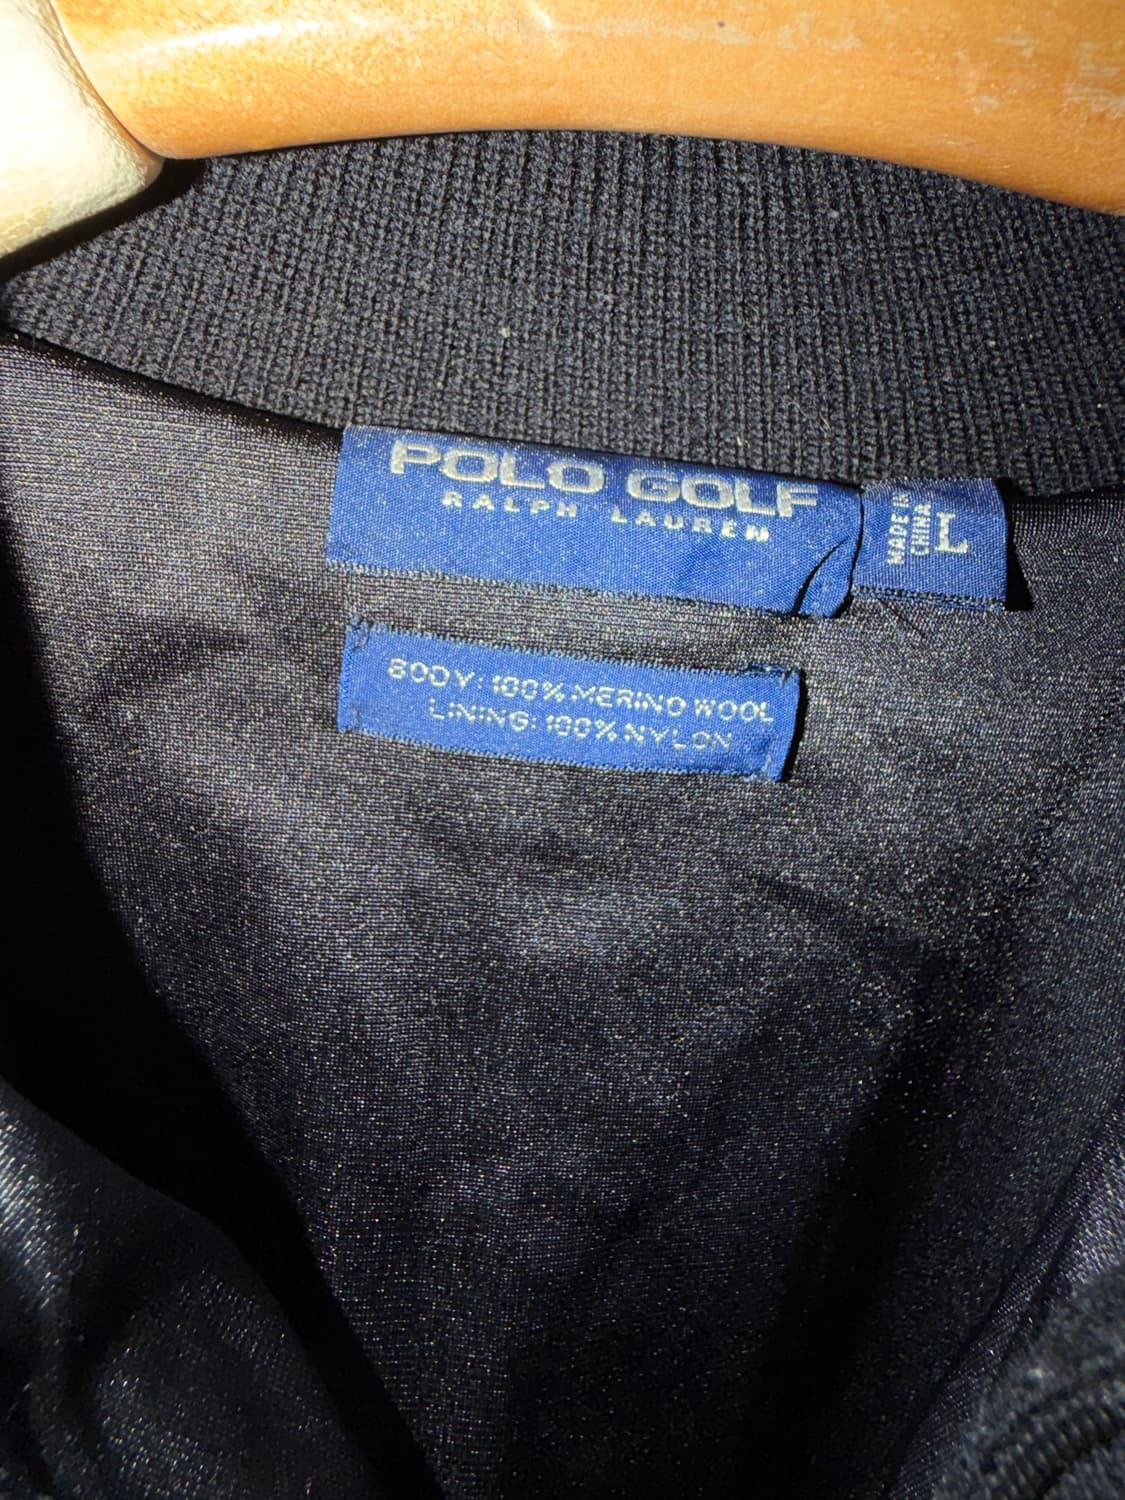 POLO GOLF
RALPH LAUREN
MADE IN
CHINA
L
BODY: 100% MERINO WOOL
LINING: 100% NYLON